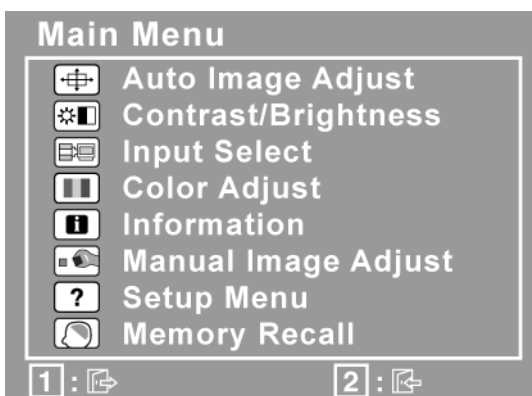 Main Menu
Auto Image Adjust
Contrast/Brightness
Input Select
Color Adjust
i Information
Manual Image Adjust
? Setup Menu
Memory Recall
1 : 2 :